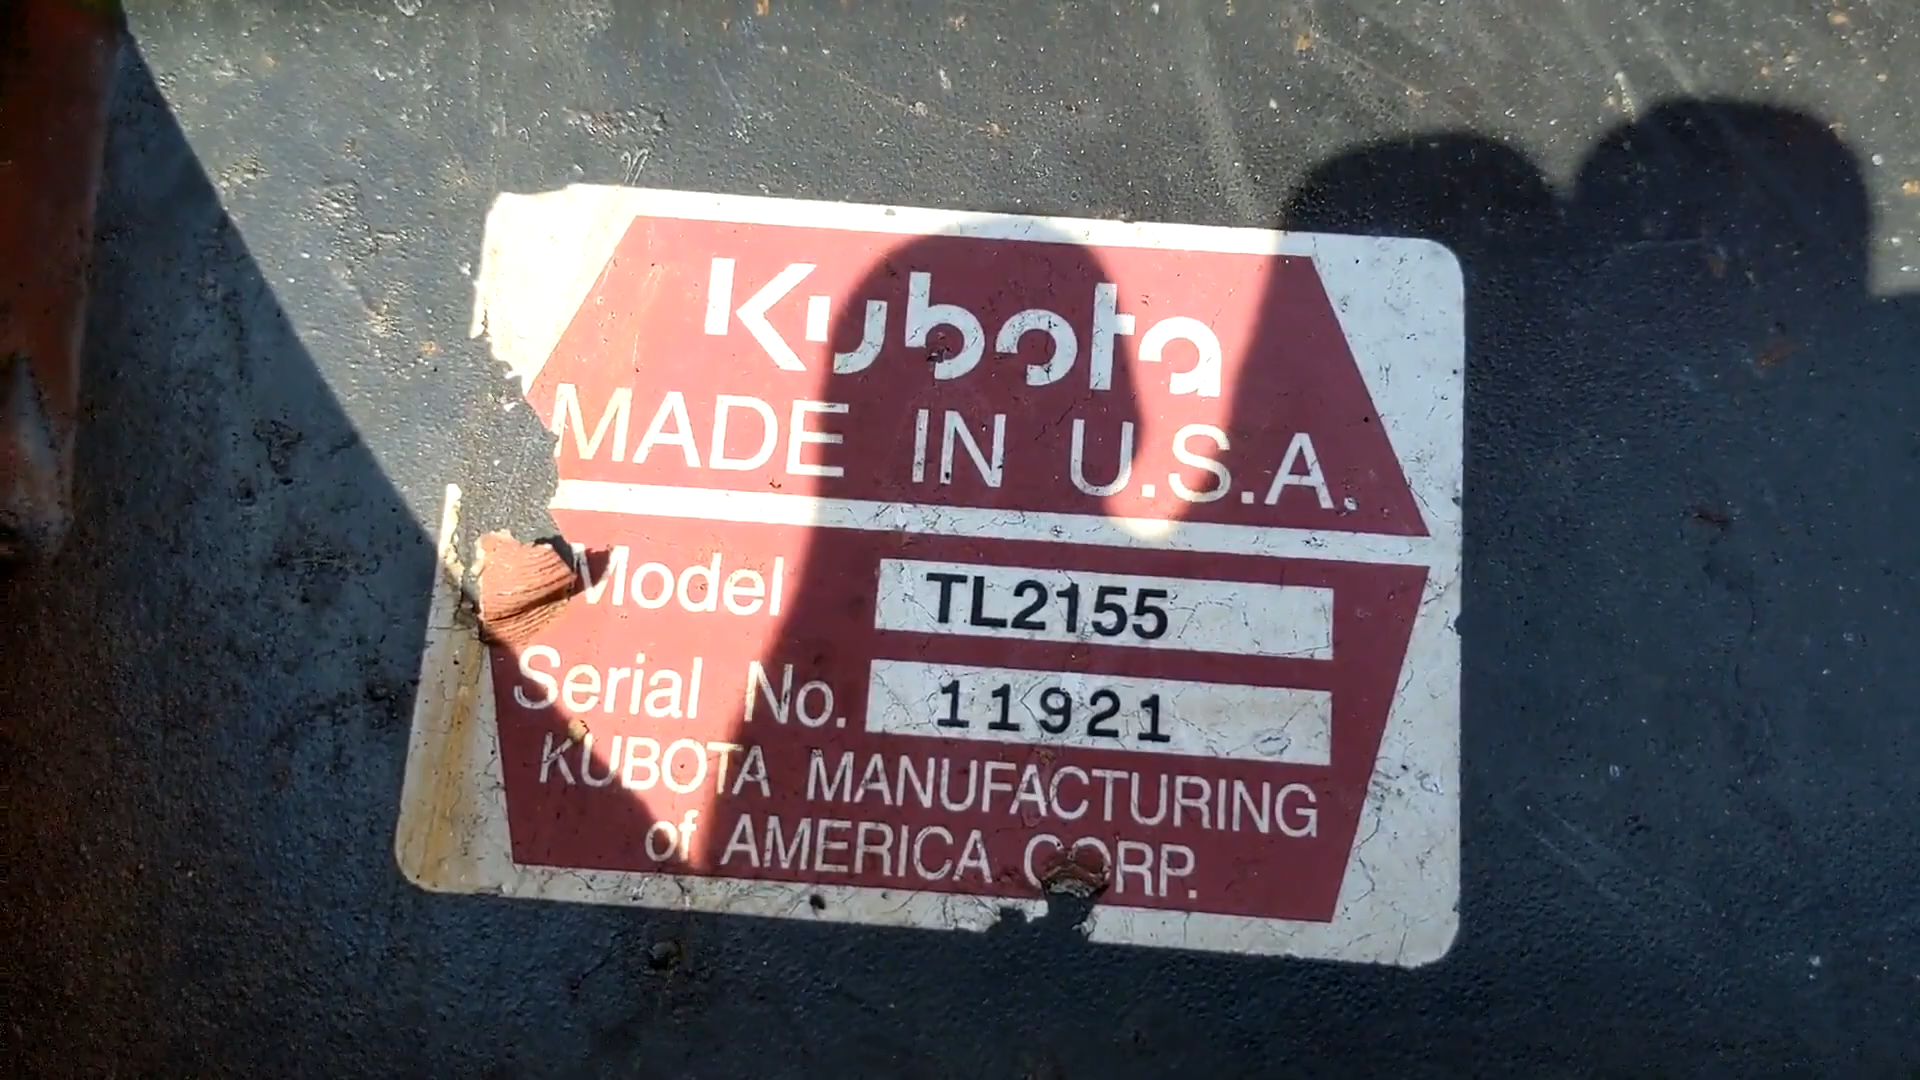 Kubota
MADE IN U.S.A.
Model TL2155
Serial No. 11921
KUBOTA MANUFACTURING
of AMERICA CORP.